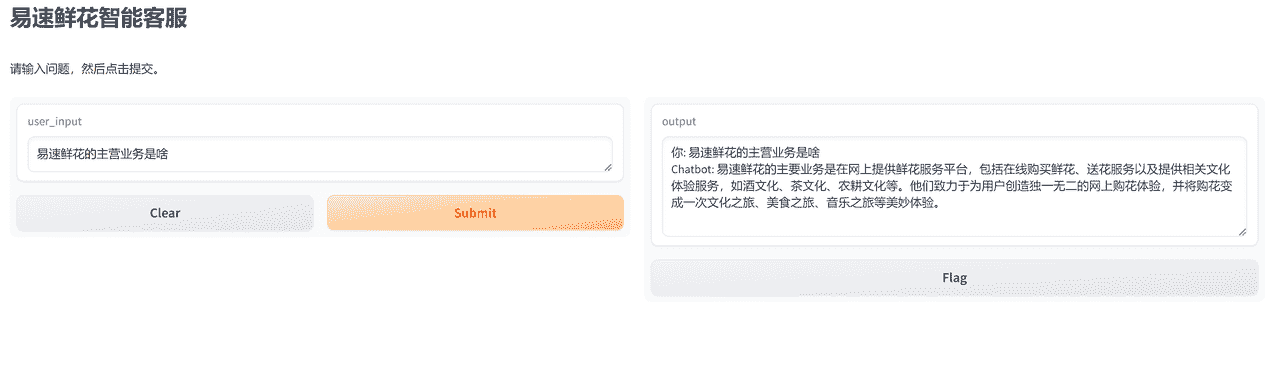 易速鲜花智能客服
请输入问题，然后点击提交。
user_input
易速鲜花的主营业务是啥
Clear
Submit
output
你: 易速鲜花的主营业务是啥
Chatbot: 易速鲜花的主要业务是在网上提供鲜花服务平台，包括在线购买鲜花、送花服务以及提供相关文化
体验服务，如酒文化、茶文化、农耕文化等。他们致力于为用户创造独一无二的网上购花体验，并将购花变
成一次文化之旅、美食之旅、音乐之旅等美妙体验。
Flag